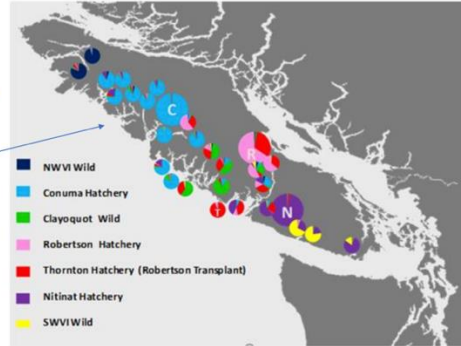 C
R
T
N
NWVI Wild
Conuma Hatchery
Clayoquot Wild
Robertson Hatchery
Thornton Hatchery (Robertson Transplant)
Nitinat Hatchery
SWVI Wild